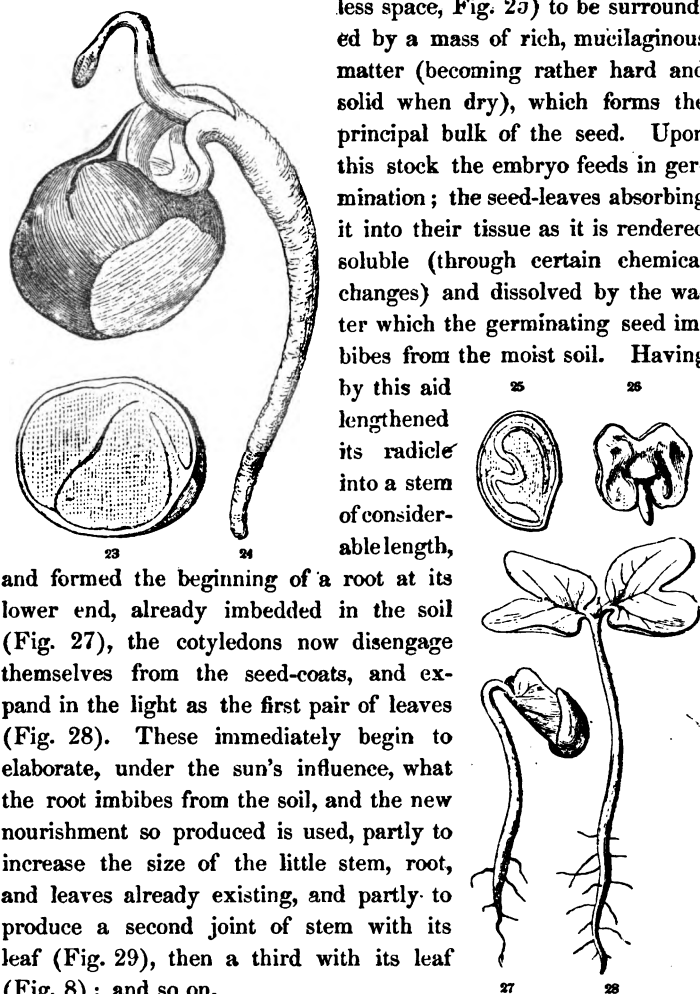 less space, Fig. 25) to be surround-
ed by a mass of rich, mucilaginous
matter (becoming rather hard and
solid when dry), which forms the
principal bulk of the seed. Upon
this stock the embryo feeds in ger-
mination; the seed-leaves absorbing
it into their tissue as it is rendered
soluble (through certain chemical
changes) and dissolved by the wa-
ter which the germinating seed im-
bibes from the moist soil. Having
by this aid
lengthened
its radicle
into a stem
of consider-
able length,
25 26
23 24
and formed the beginning of a root at its
lower end, already imbedded in the soil
(Fig. 27), the cotyledons now disengage
themselves from the seed-coats, and ex-
pand in the light as the first pair of leaves
(Fig. 28). These immediately begin to
elaborate, under the sun's influence, what
the root imbibes from the soil, and the new
nourishment so produced is used, partly to
increase the size of the little stem, root,
and leaves already existing, and partly to
produce a second joint of stem with its
leaf (Fig. 29), then a third with its leaf
(Fig. 8); and so on.
27 28